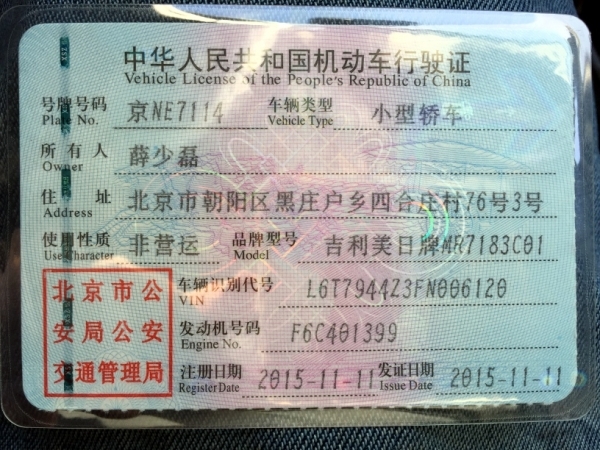 中华人民共和国机动车行驶证
Vehicle License of the People's Republic of China
号牌号码 京NE7114 车辆类型 小型轿车
Plate No. Vehicle Type
所有人 薛少磊
Owner
住址 北京市朝阳区黑庄户乡四合庄村76号3号
Address
使用性质 非营运 品牌型号 吉利美日牌MR7183C01
Use Character Model
北京市公 车辆识别代号 L6T7944Z3FN006120
VIN
安局公安 发动机号码 F6C401399
Engine No.
交通管理局 注册日期 2015-11-11 发证日期 2015-11-11
Register Date Issue Date